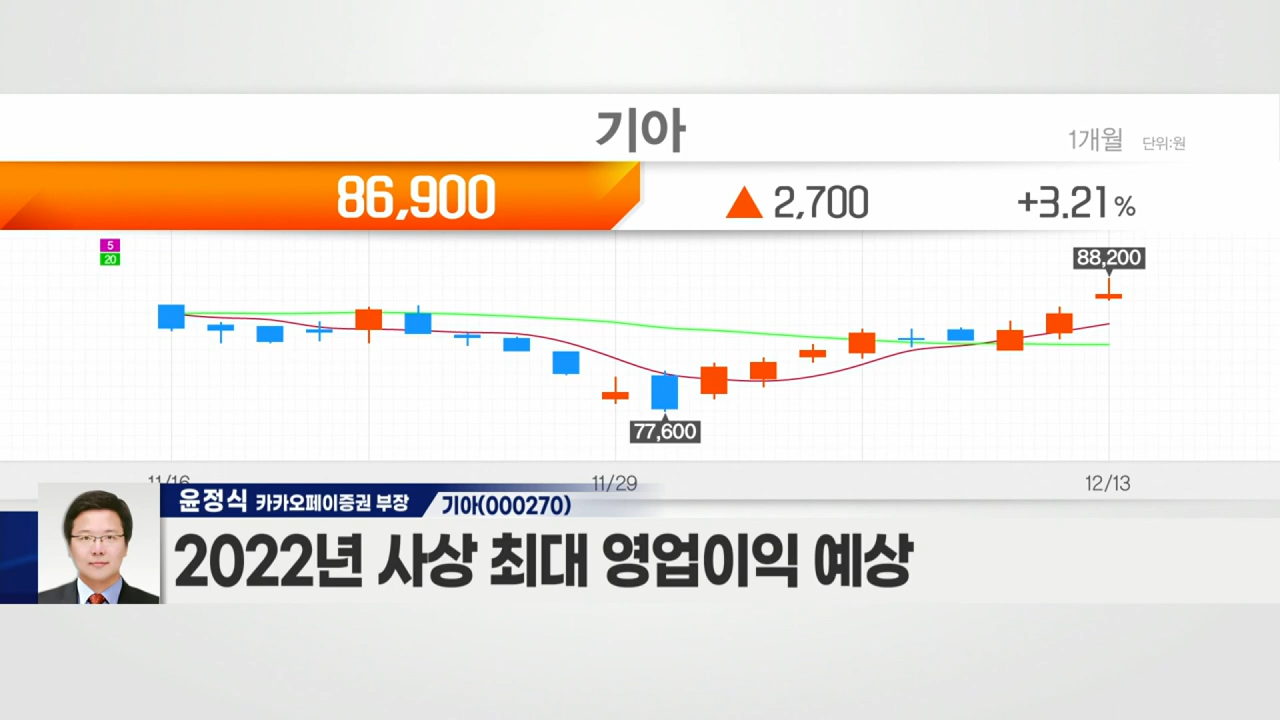 기아
1개월 단위:원
86,900 ▲ 2,700 +3.21%
5
20
88,200
77,600
11/16 11/29 12/13
윤정식 카카오페이증권 부장 기아(000270)
2022년 사상 최대 영업이익 예상